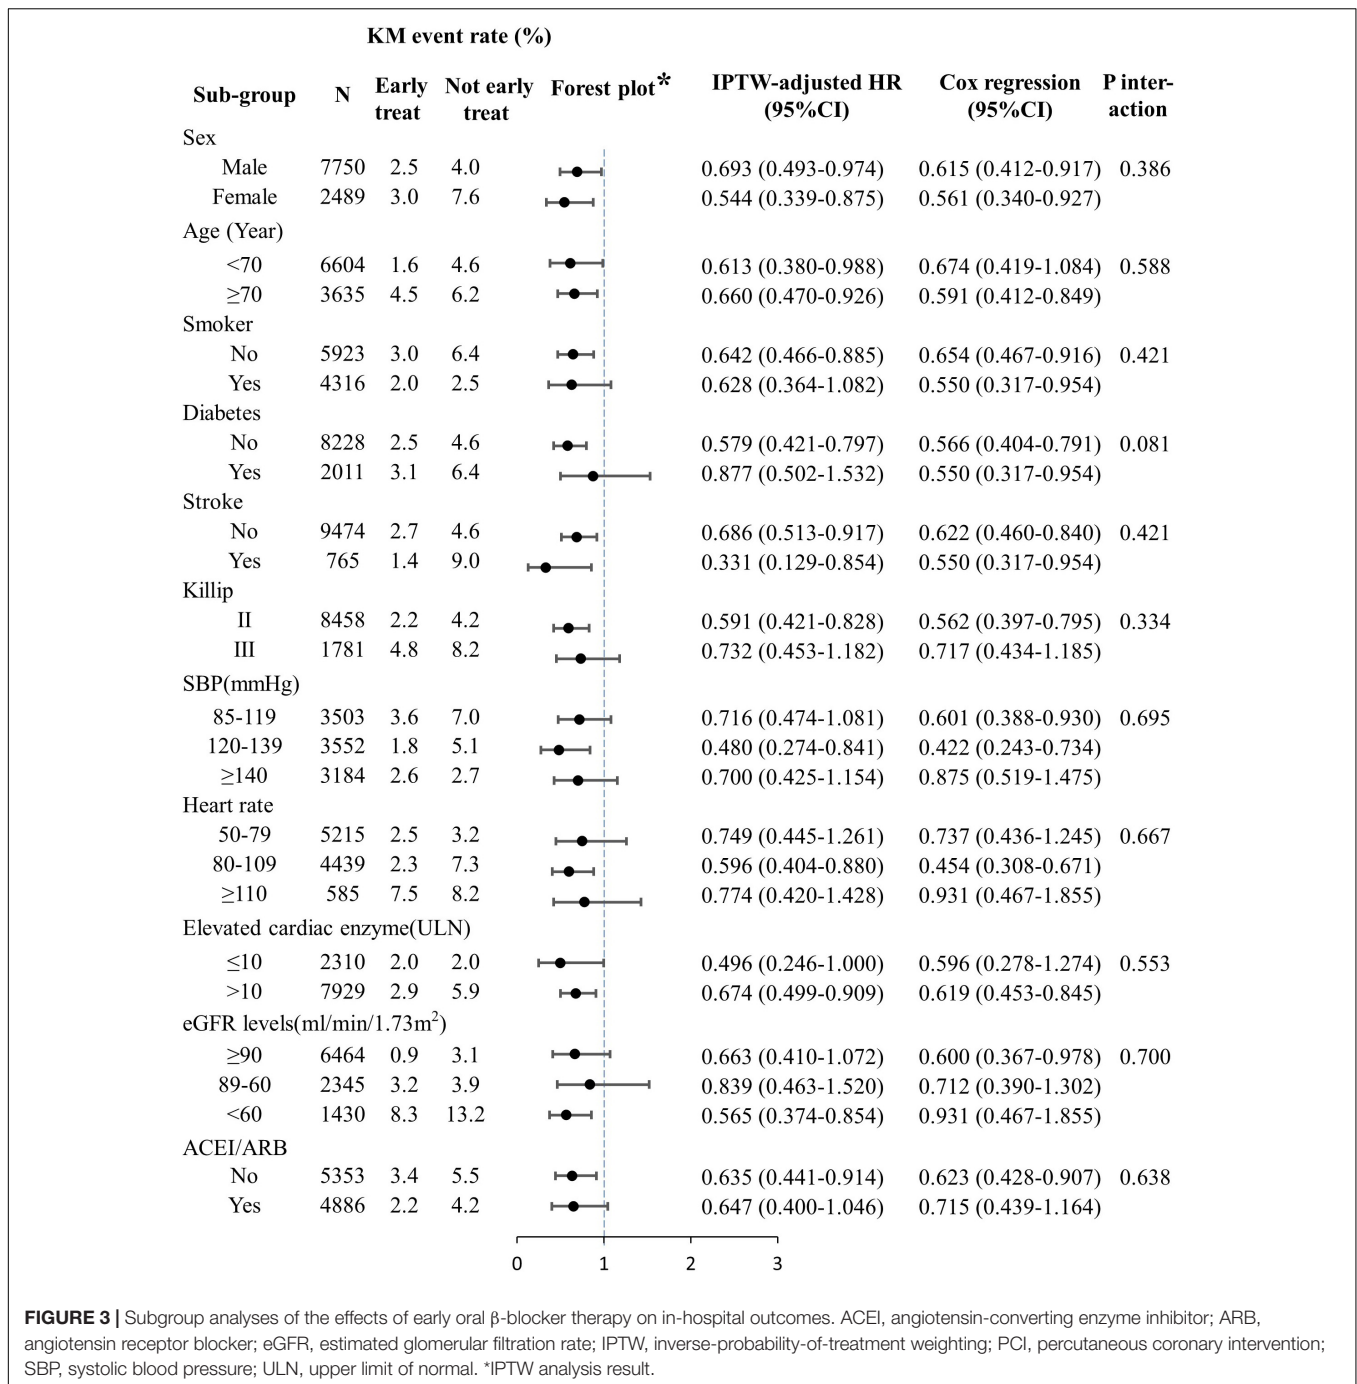 KM event rate (%)
Sub-group N Early treat Not early treat Forest plot* IPTW-adjusted HR (95%CI) Cox regression (95%CI) P inter-action
Sex
Male 7750 2.5 4.0 0.693 (0.493-0.974) 0.615 (0.412-0.917) 0.386
Female 2489 3.0 7.6 0.544 (0.339-0.875) 0.561 (0.340-0.927)
Age (Year)
<70 6604 1.6 4.6 0.613 (0.380-0.988) 0.674 (0.419-1.084) 0.588
≥70 3635 4.5 6.2 0.660 (0.470-0.926) 0.591 (0.412-0.849)
Smoker
No 5923 3.0 6.4 0.642 (0.466-0.885) 0.654 (0.467-0.916) 0.421
Yes 4316 2.0 2.5 0.628 (0.364-1.082) 0.550 (0.317-0.954)
Diabetes
No 8228 2.5 4.6 0.579 (0.421-0.797) 0.566 (0.404-0.791) 0.081
Yes 2011 3.1 6.4 0.877 (0.502-1.532) 0.550 (0.317-0.954)
Stroke
No 9474 2.7 4.6 0.686 (0.513-0.917) 0.622 (0.460-0.840) 0.421
Yes 765 1.4 9.0 0.331 (0.129-0.854) 0.550 (0.317-0.954)
Killip
II 8458 2.2 4.2 0.591 (0.421-0.828) 0.562 (0.397-0.795) 0.334
III 1781 4.8 8.2 0.732 (0.453-1.182) 0.717 (0.434-1.185)
SBP(mmHg)
85-119 3503 3.6 7.0 0.716 (0.474-1.081) 0.601 (0.388-0.930) 0.695
120-139 3552 1.8 5.1 0.480 (0.274-0.841) 0.422 (0.243-0.734)
≥140 3184 2.6 2.7 0.700 (0.425-1.154) 0.875 (0.519-1.475)
Heart rate
50-79 5215 2.5 3.2 0.749 (0.445-1.261) 0.737 (0.436-1.245) 0.667
80-109 4439 2.3 7.3 0.596 (0.404-0.880) 0.454 (0.308-0.671)
≥110 585 7.5 8.2 0.774 (0.420-1.428) 0.931 (0.467-1.855)
Elevated cardiac enzyme(ULN)
≤10 2310 2.0 2.0 0.496 (0.246-1.000) 0.596 (0.278-1.274) 0.553
>10 7929 2.9 5.9 0.674 (0.499-0.909) 0.619 (0.453-0.845)
eGFR levels(ml/min/1.73m²)
≥90 6464 0.9 3.1 0.663 (0.410-1.072) 0.600 (0.367-0.978) 0.700
89-60 2345 3.2 3.9 0.839 (0.463-1.520) 0.712 (0.390-1.302)
<60 1430 8.3 13.2 0.565 (0.374-0.854) 0.931 (0.467-1.855)
ACEI/ARB
No 5353 3.4 5.5 0.635 (0.441-0.914) 0.623 (0.428-0.907) 0.638
Yes 4886 2.2 4.2 0.647 (0.400-1.046) 0.715 (0.439-1.164)
0 1 2 3
FIGURE 3 | Subgroup analyses of the effects of early oral β-blocker therapy on in-hospital outcomes. ACEI, angiotensin-converting enzyme inhibitor; ARB,
angiotensin receptor blocker; eGFR, estimated glomerular filtration rate; IPTW, inverse-probability-of-treatment weighting; PCI, percutaneous coronary intervention;
SBP, systolic blood pressure; ULN, upper limit of normal. *IPTW analysis result.